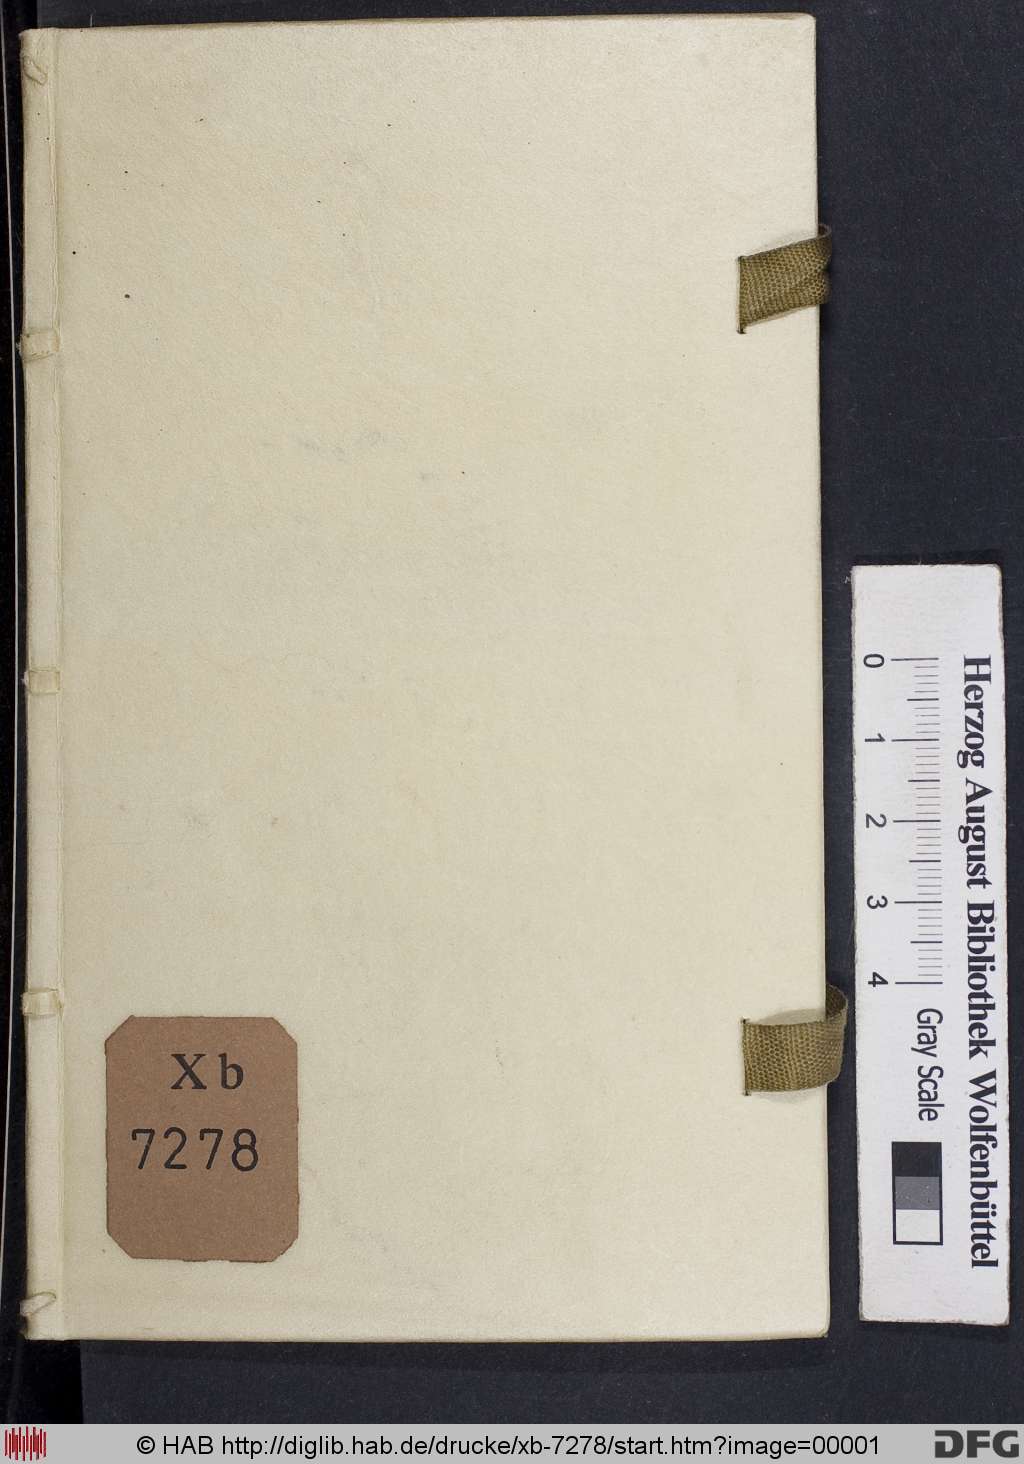 X b
7278
Herzog August Bibliothek Wolfenbüttel
0 1 2 3 4
Gray Scale
© HAB http://diglib.hab.de/drucke/xb-7278/start.htm?image=00001
DFG